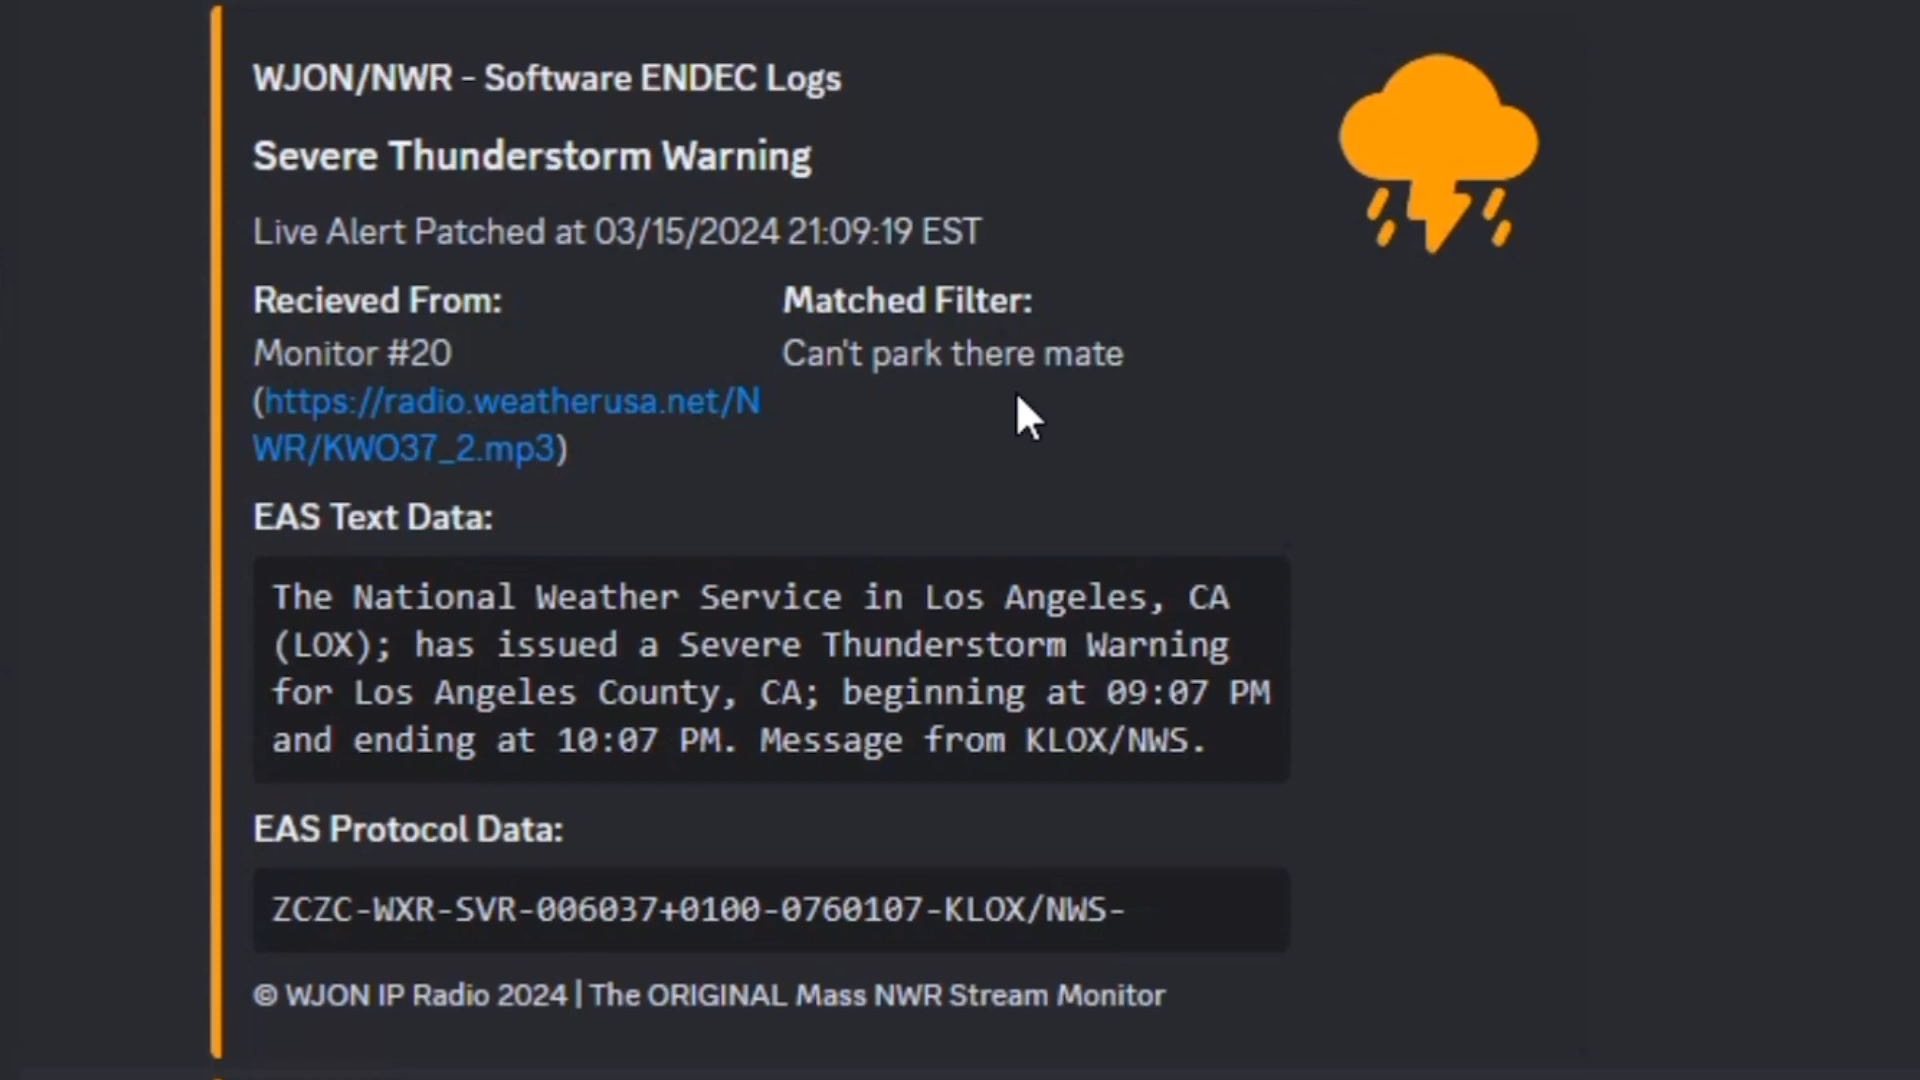 WJON/NWR - Software ENDEC Logs
Severe Thunderstorm Warning
Live Alert Patched at 03/15/2024 21:09:19 EST
Recieved From:
Monitor #20
(https://radio.weatherusa.net/N
WR/KWO37_2.mp3)
Matched Filter:
Can't park there mate
EAS Text Data:
The National Weather Service in Los Angeles, CA
(LOX); has issued a Severe Thunderstorm Warning
for Los Angeles County, CA; beginning at 09:07 PM
and ending at 10:07 PM. Message from KLOX/NWS.
EAS Protocol Data:
ZCZC-WXR-SVR-006037+0100-0760107-KLOX/NWS-
© WJON IP Radio 2024 | The ORIGINAL Mass NWR Stream Monitor